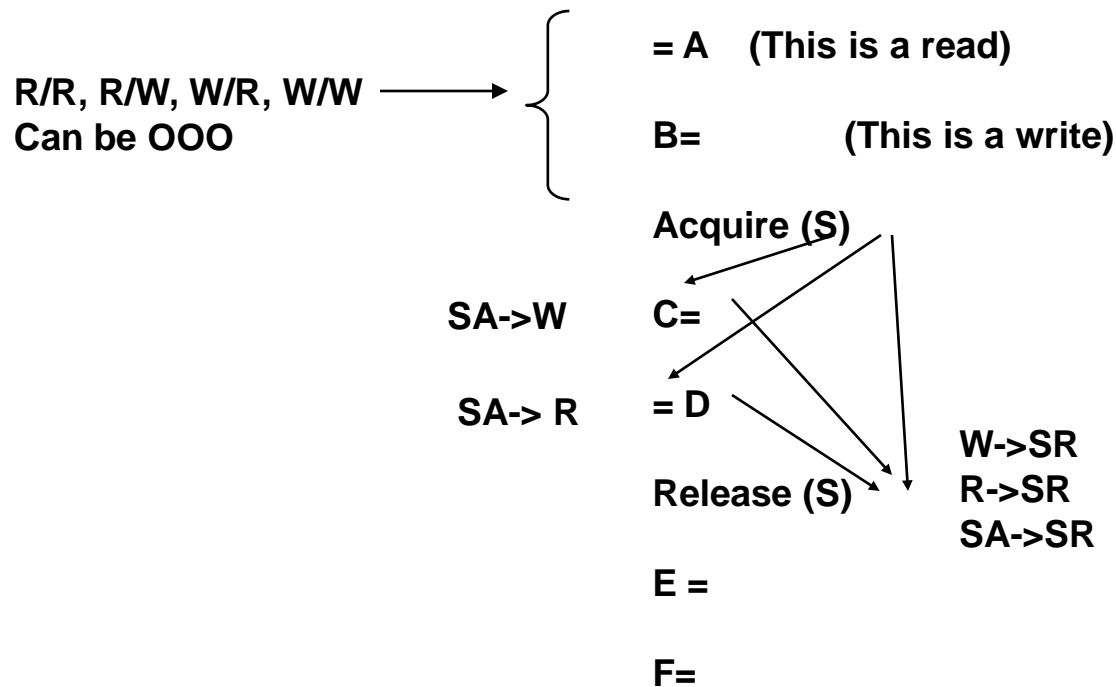 = A (This is a read)
R/R, R/W, W/R, W/W
Can be OOO
B= (This is a write)
Acquire (S)
SA->W C=
SA-> R = D
W->SR
Release (S) R->SR
SA->SR
E =
F=